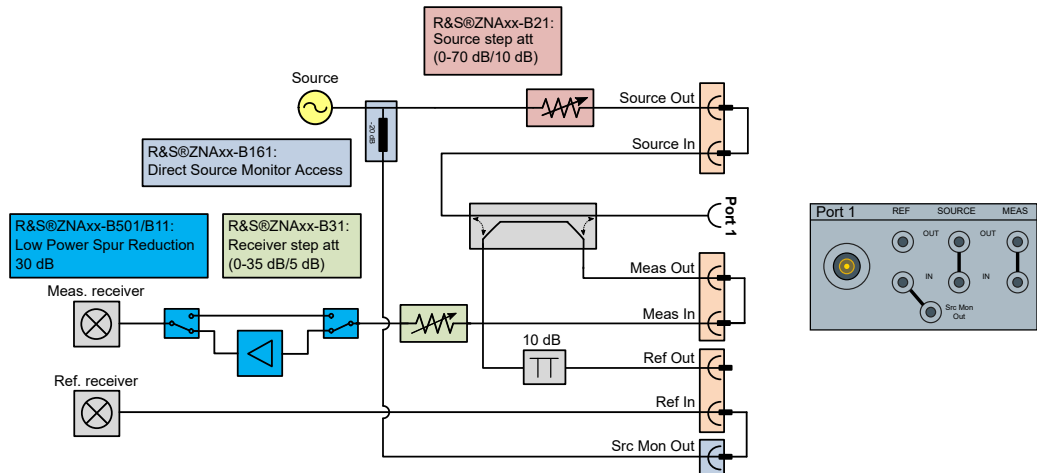 R&S®ZNAxx-B21:
Source step att
(0-70 dB/10 dB)
Source
Source Out
-20 dB
Source In
R&S®ZNAxx-B161:
Direct Source Monitor Access
Port 1
R&S®ZNAxx-B501/B11:
Low Power Spur Reduction
30 dB
R&S®ZNAxx-B31:
Receiver step att
(0-35 dB/5 dB)
Meas Out
Meas. receiver
Meas In
10 dB
Ref Out
Ref. receiver
Ref In
Src Mon Out
Port 1
REF SOURCE MEAS
OUT OUT
IN IN
Src Mon
Out